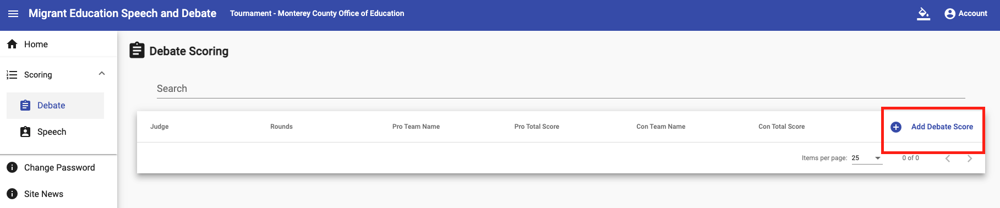 Migrant Education Speech and Debate
Tournament - Monterey County Office of Education
Account
Home
Scoring
Debate
Speech
Change Password
Site News
Debate Scoring
Search
Judge
Rounds
Pro Team Name
Pro Total Score
Con Team Name
Con Total Score
Add Debate Score
Items per page: 25
0 of 0